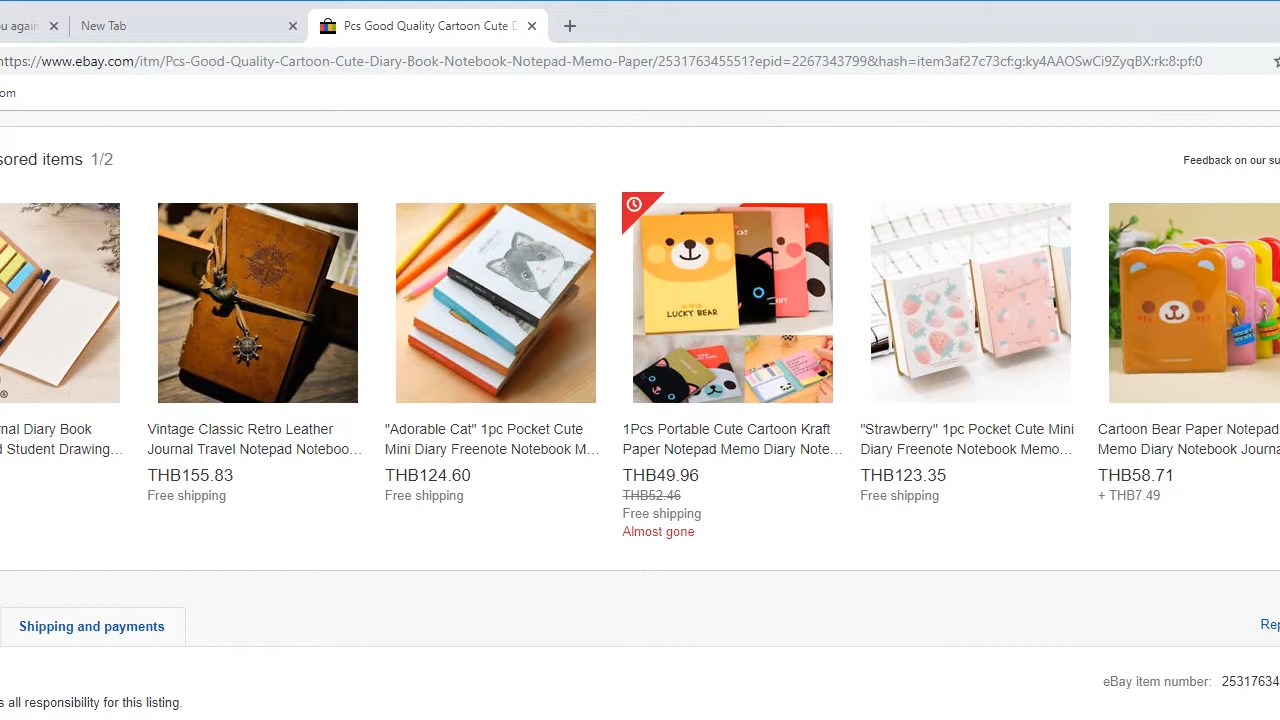 ou again
New Tab
Pcs Good Quality Cartoon Cute D
https://www.ebay.com/itm/Pcs-Good-Quality-Cartoon-Cute-Diary-Book-Notebook-Notepad-Memo-Paper/253176345551?epid=2267343799&hash=item3af27c73cf:g:ky4AAOSwCi9ZyqBX:rk:8:pf:0
om
sored items 1/2
Feedback on our su
CAT
LUCKY BEAR
NNY
®
rnal Diary Book
d Student Drawing...
Vintage Classic Retro Leather
Journal Travel Notepad Noteboo...
THB155.83
Free shipping
"Adorable Cat" 1pc Pocket Cute
Mini Diary Freenote Notebook M...
THB124.60
Free shipping
1Pcs Portable Cute Cartoon Kraft
Paper Notepad Memo Diary Note...
THB49.96
THB52.46
Free shipping
Almost gone
"Strawberry" 1pc Pocket Cute Mini
Diary Freenote Notebook Memo...
THB123.35
Free shipping
Cartoon Bear Paper Notepad
Memo Diary Notebook Journa
THB58.71
+ THB7.49
Shipping and payments
Rep
eBay item number: 25317634
s all responsibility for this listing.